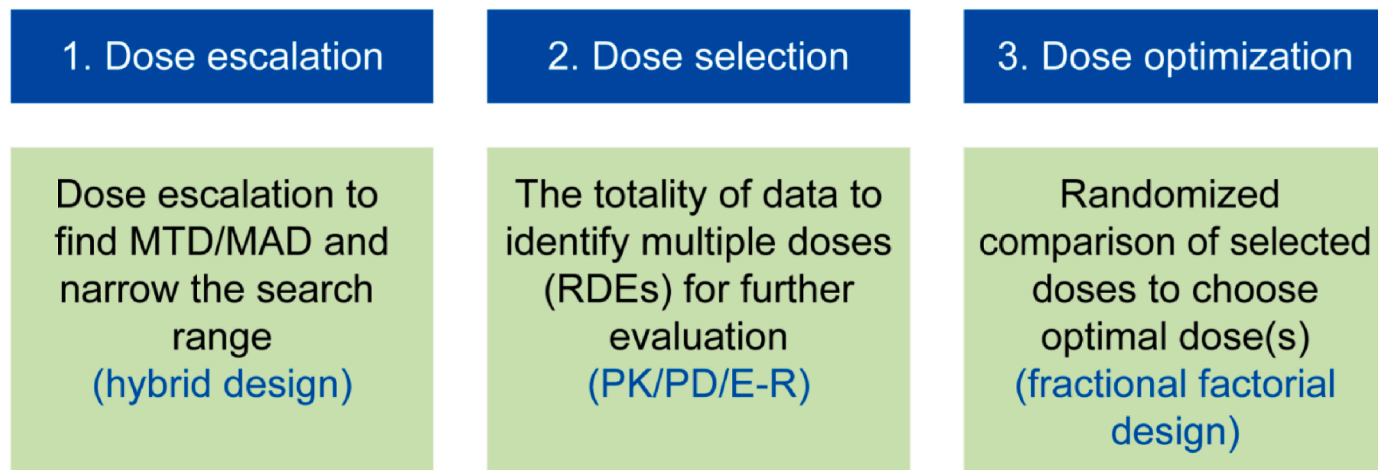 1. Dose escalation
2. Dose selection
3. Dose optimization
Dose escalation to
find MTD/MAD and
narrow the search
range
(hybrid design)
The totality of data to
identify multiple doses
(RDEs) for further
evaluation
(PK/PD/E-R)
Randomized
comparison of selected
doses to choose
optimal dose(s)
(fractional factorial
design)